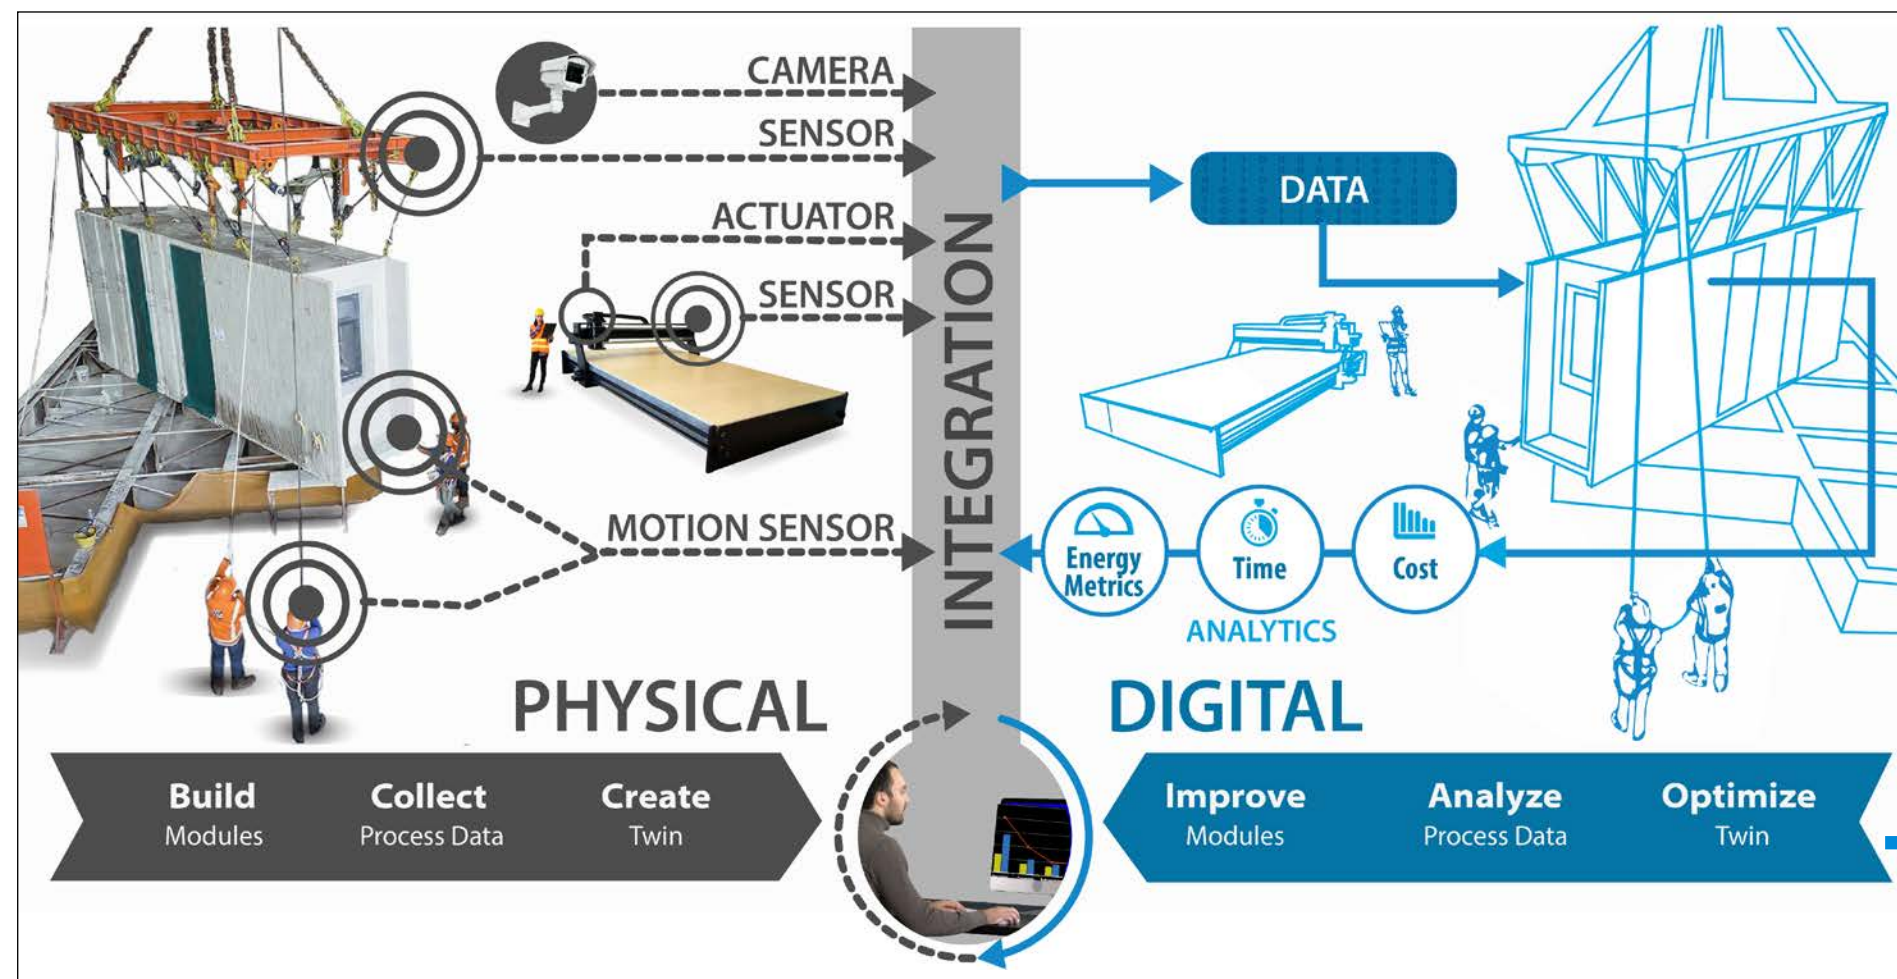 CAMERA
SENSOR
ACTUATOR
SENSOR
MOTION SENSOR
INTEGRATION
DATA
Energy
Metrics
Time
Cost
ANALYTICS
PHYSICAL
DIGITAL
Build
Modules
Collect
Process Data
Create
Twin
Improve
Modules
Analyze
Process Data
Optimize
Twin